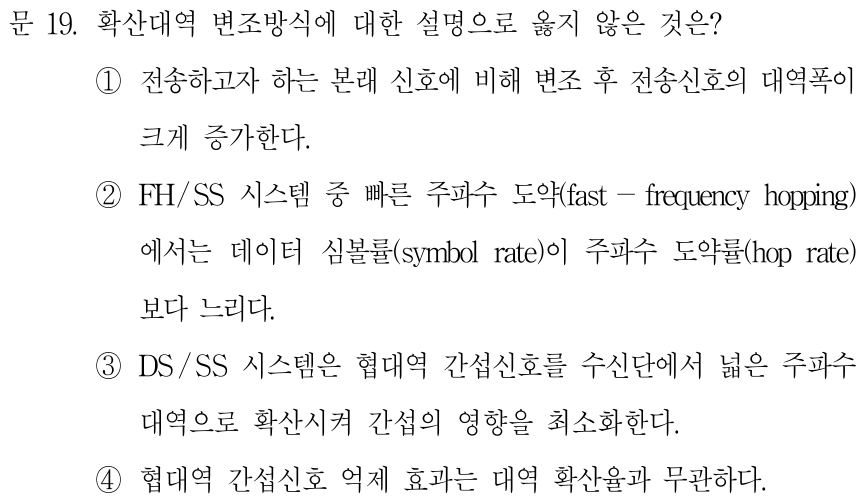 문 19. 확산대역 변조방식에 대한 설명으로 옳지 않은 것은?
① 전송하고자 하는 본래 신호에 비해 변조 후 전송신호의 대역폭이
크게 증가한다.
② FH/SS 시스템 중 빠른 주파수 도약(fast - frequency hopping)
에서는 데이터 심볼률(symbol rate)이 주파수 도약률(hop rate)
보다 느리다.
③ DS/SS 시스템은 협대역 간섭신호를 수신단에서 넓은 주파수
대역으로 확산시켜 간섭의 영향을 최소화한다.
④ 협대역 간섭신호 억제 효과는 대역 확산율과 무관하다.